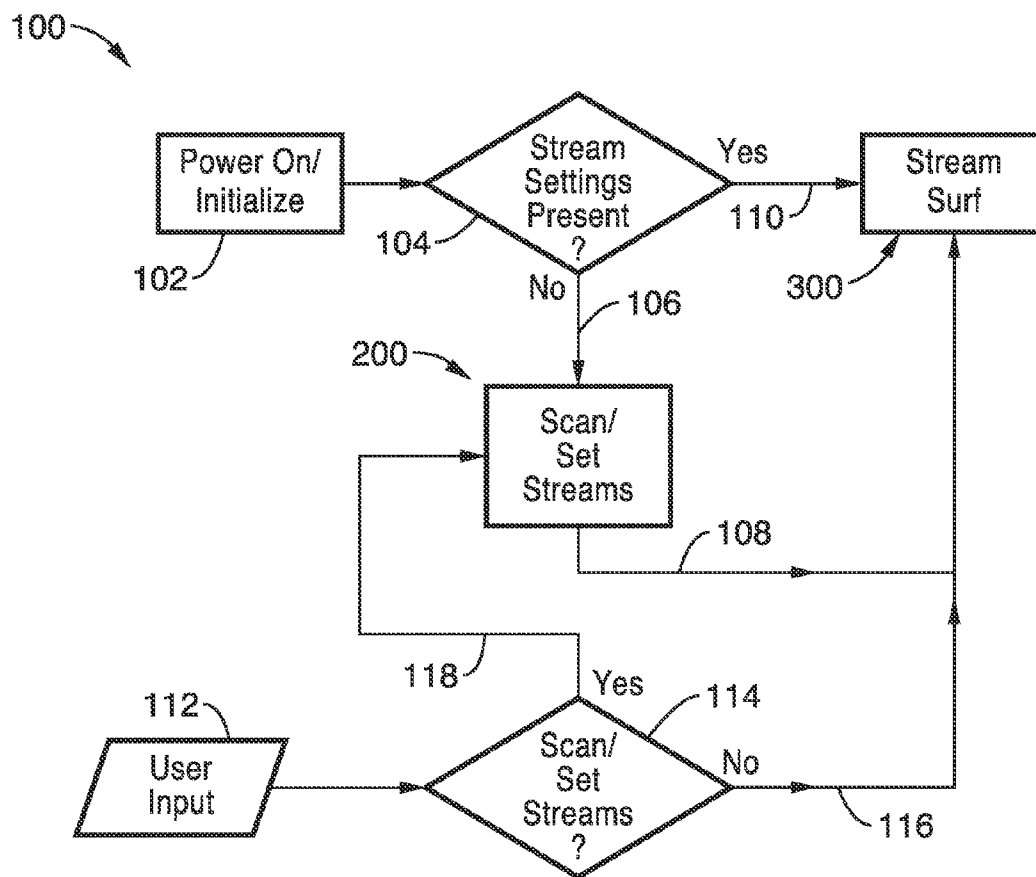 100
Power On/
Initialize
102
Stream
Settings
Present
?
104
Yes
110
Stream
Surf
300
No
106
200
Scan/
Set
Streams
108
118
Yes
112
User
Input
Scan/
Set
Streams
?
114
No
116